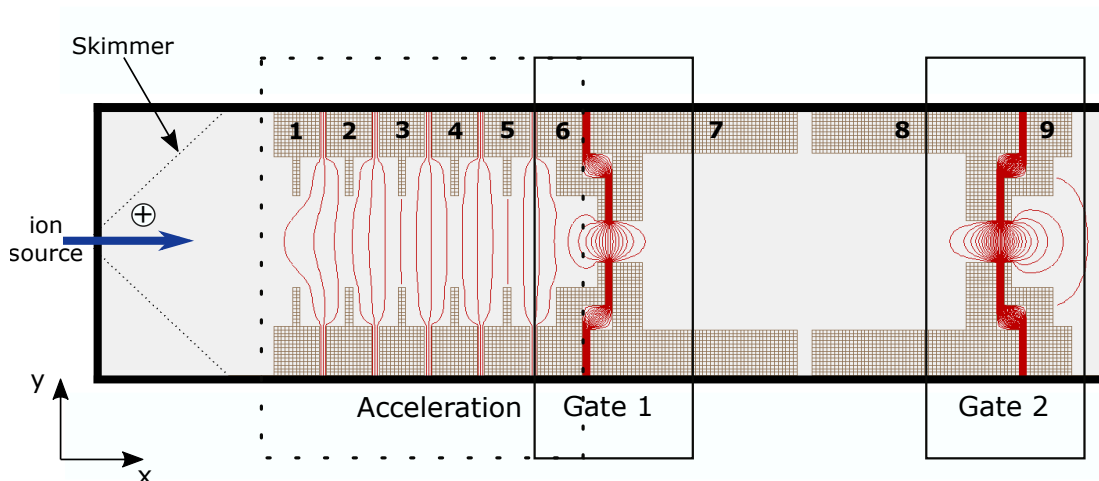 Skimmer
1 2 3 4 5 6 7 8 9
ion
source
Acceleration Gate 1 Gate 2
y
x